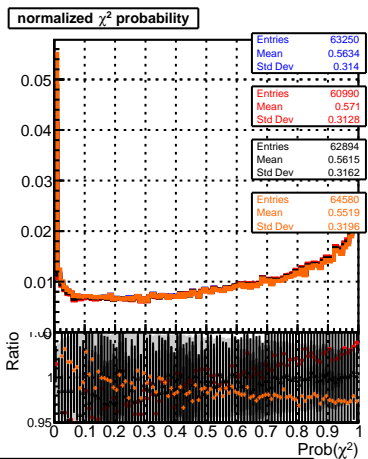 normalized χ² probability
Entries 63250
Mean 0.5634
Std Dev 0.314
Entries 60990
Mean 0.571
Std Dev 0.3128
Entries 62894
Mean 0.5615
Std Dev 0.3162
Entries 64580
Mean 0.5519
Std Dev 0.3196
0.05
0.04
0.03
0.02
0.01
0
Ratio
1
0.95
0 0.1 0.2 0.3 0.4 0.5 0.6 0.7 0.8 0.9 1
Prob(χ²)